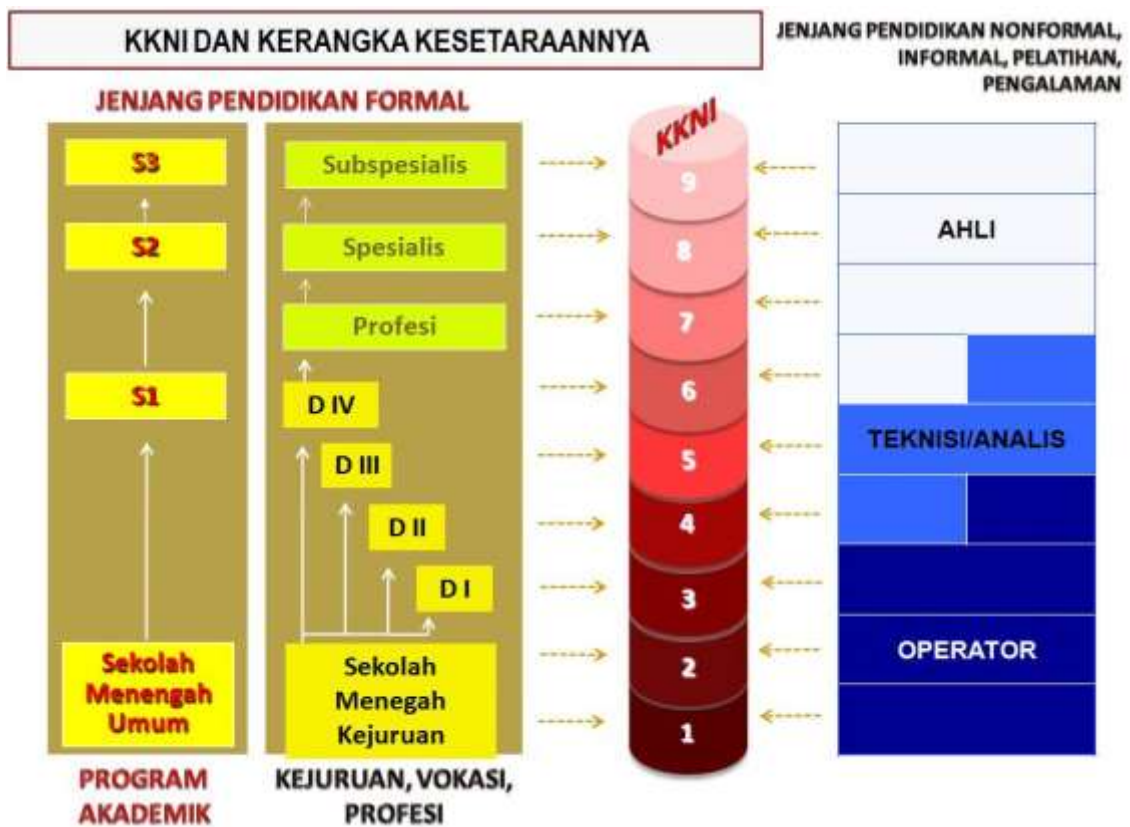 KKNI DAN KERANGKA KESETARAANNYA
JENJANG PENDIDIKAN NONFORMAL,
INFORMAL, PELATIHAN,
PENGALAMAN
JENJANG PENDIDIKAN FORMAL
S3
S2
S1
Sekolah
Menengah
Umum
PROGRAM
AKADEMIK
Subspesialis
Spesialis
Profesi
D IV
D III
D II
D I
Sekolah
Menegah
Kejuruan
KEJURUAN, VOKASI,
PROFESI
KKNI
9
8
7
6
5
4
3
2
1
AHLI
TEKNISI/ANALIS
OPERATOR